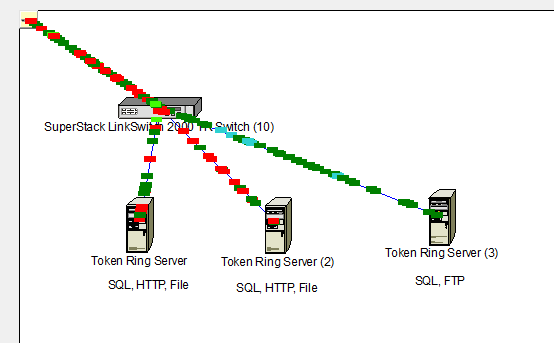 SuperStack LinkSwitch 2000 TR Switch (10)
Token Ring Server
SQL, HTTP, File
Token Ring Server (2)
SQL, HTTP, File
Token Ring Server (3)
SQL, FTP